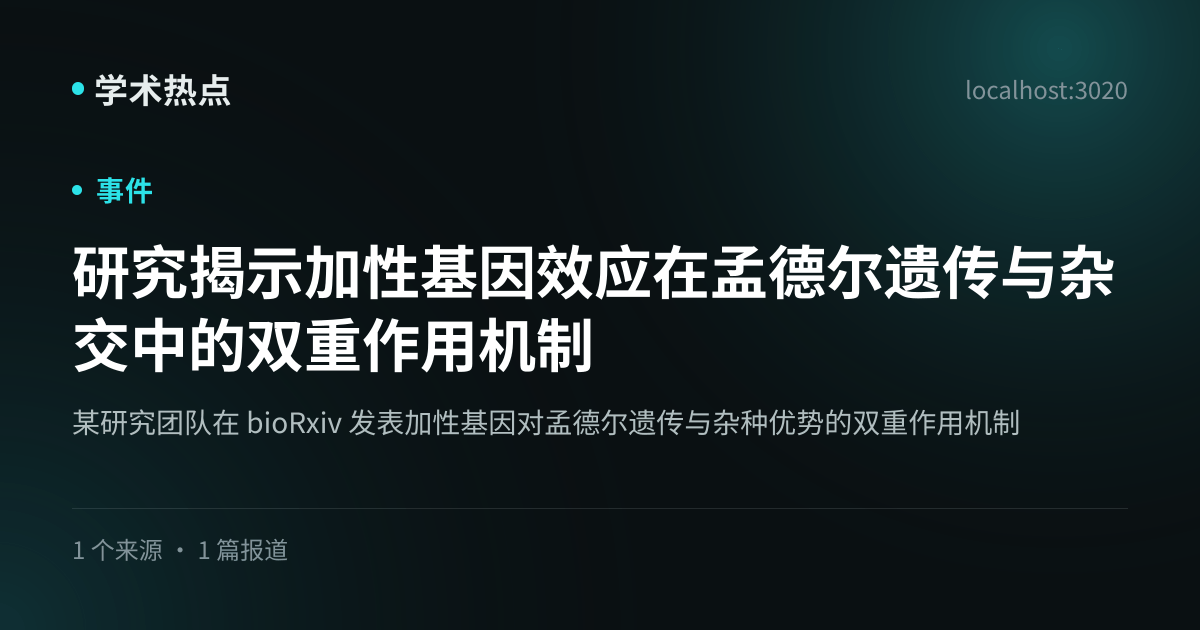 学术热点
localhost:3020
事件
研究揭示加性基因效应在孟德尔遗传与杂
交中的双重作用机制
某研究团队在 bioRxiv 发表加性基因对孟德尔遗传与杂种优势的双重作用机制
1 个来源 · 1 篇报道